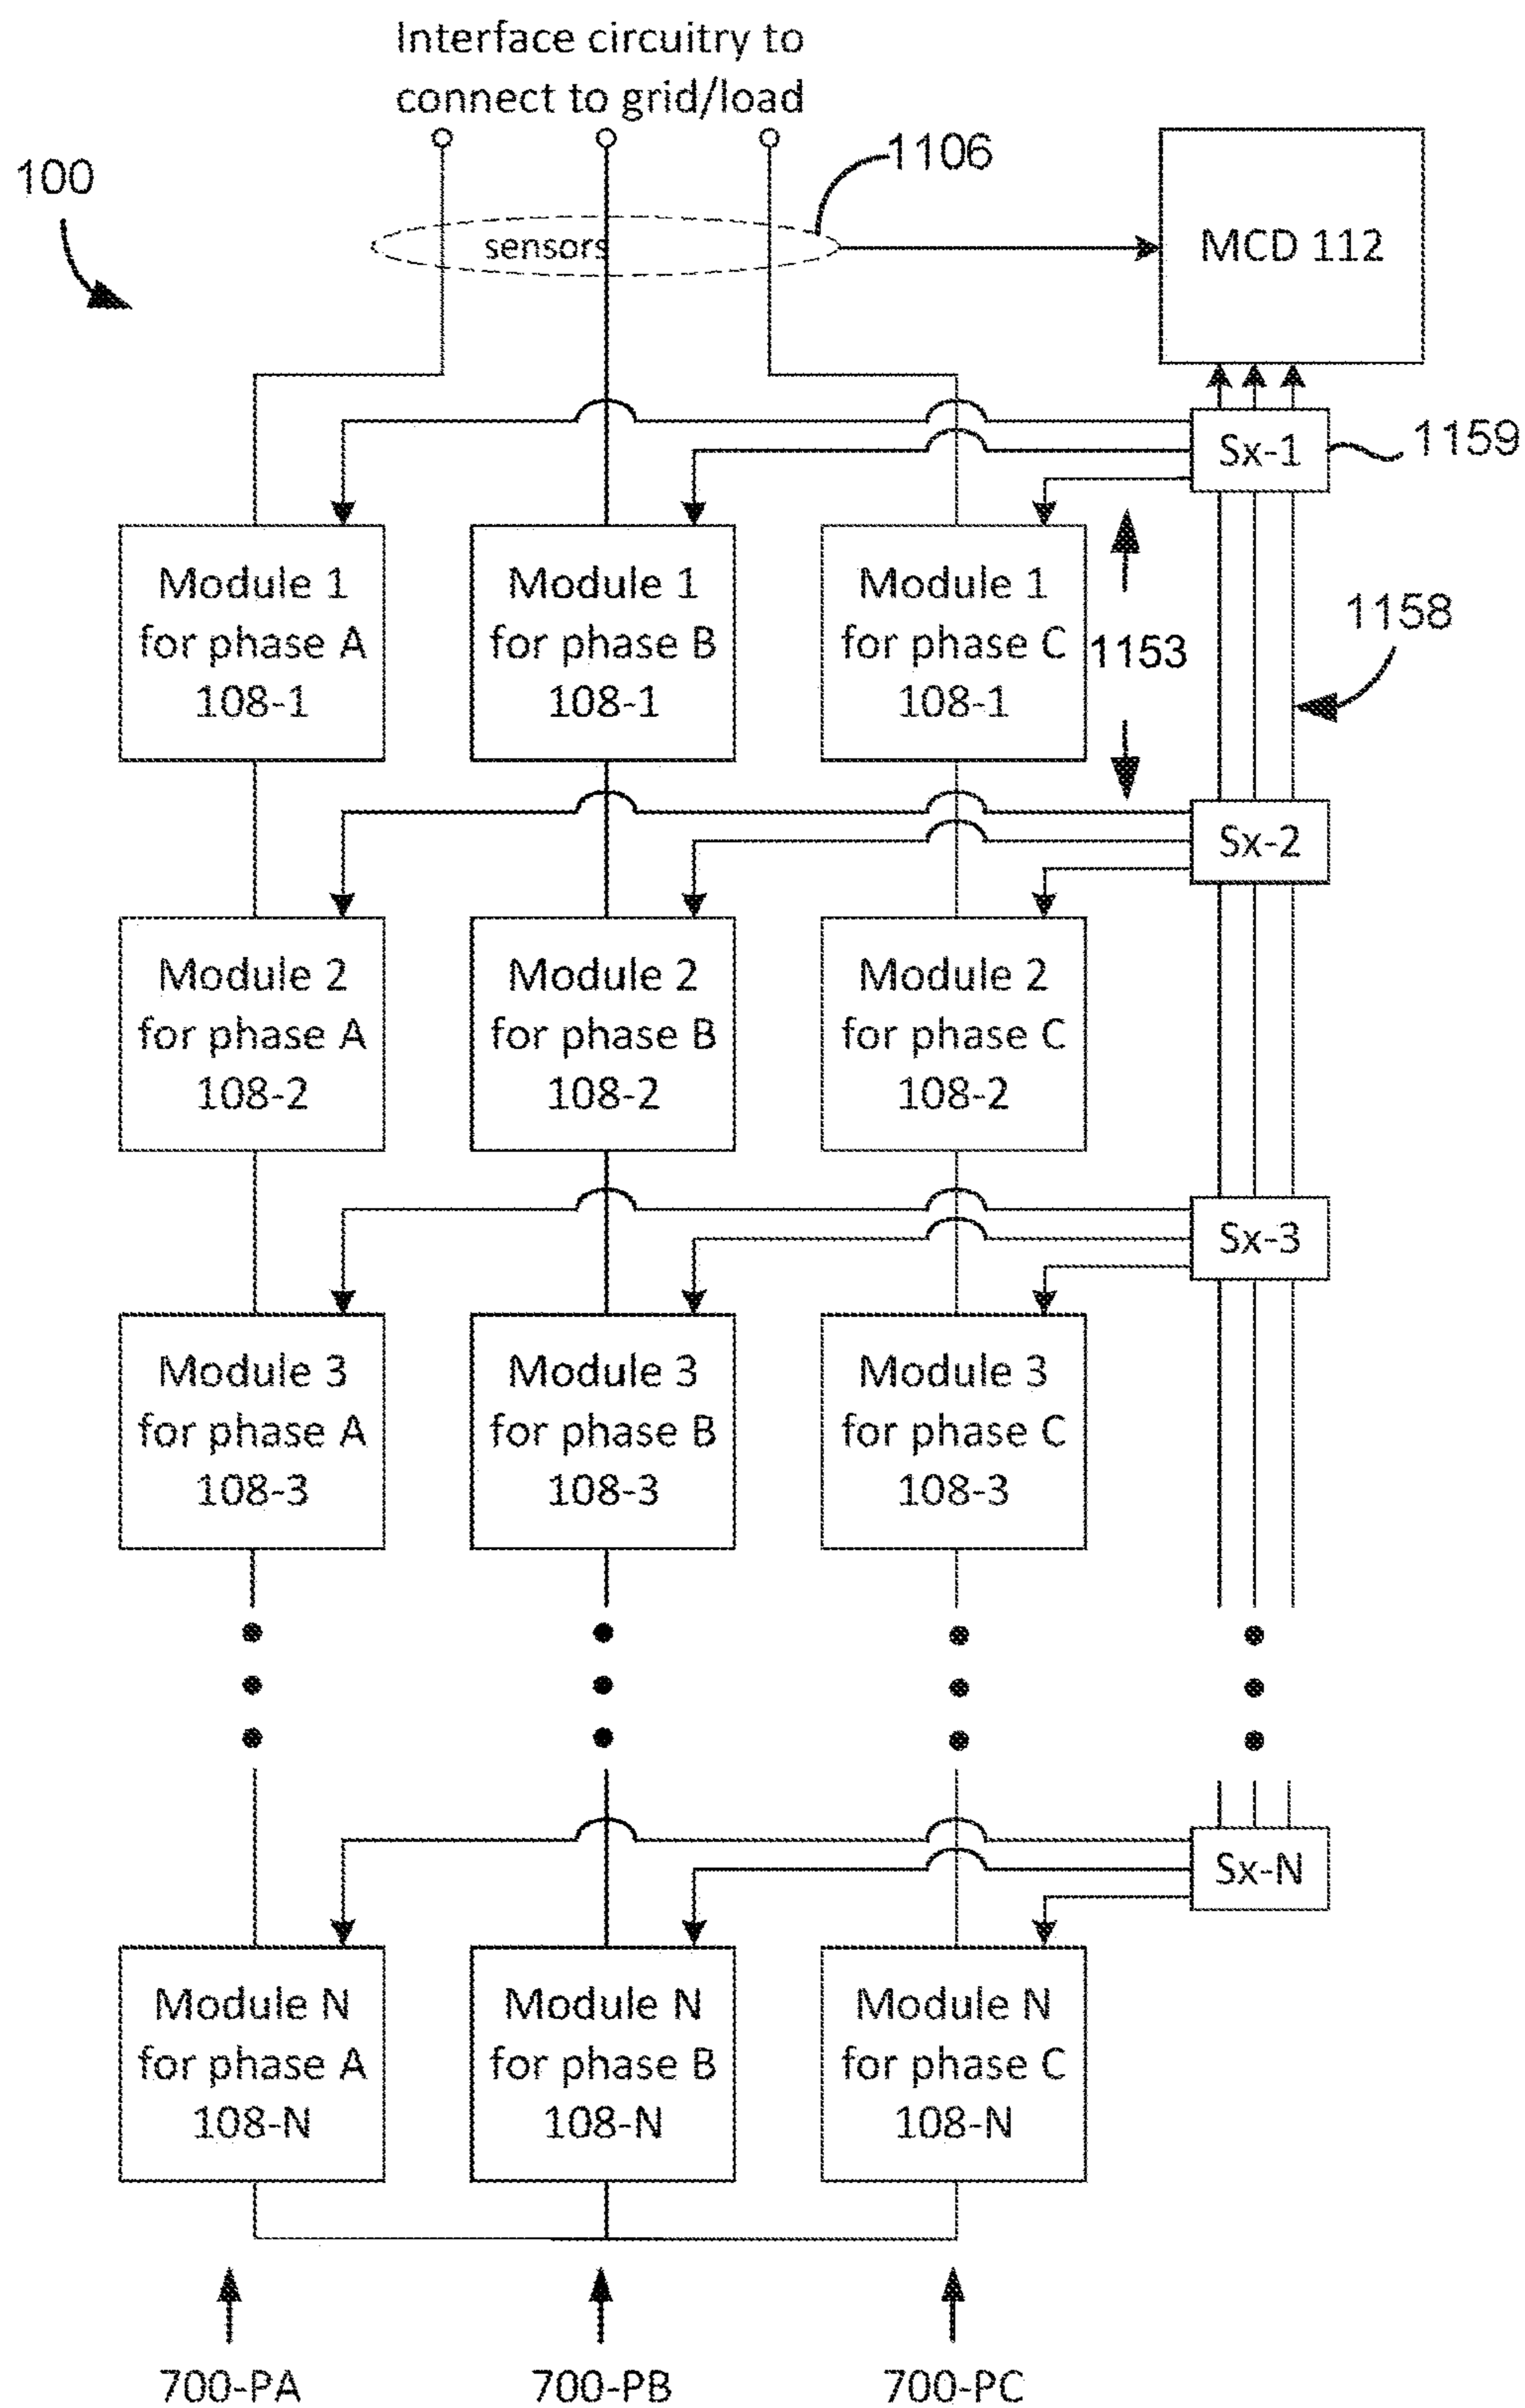 Interface circuitry to
connect to grid/load
100
1106
sensors
MCD 112
Sx-1
1159
Module 1
for phase A
108-1
Module 1
for phase B
108-1
Module 1
for phase C
108-1
1153
1158
Sx-2
Module 2
for phase A
108-2
Module 2
for phase B
108-2
Module 2
for phase C
108-2
Sx-3
Module 3
for phase A
108-3
Module 3
for phase B
108-3
Module 3
for phase C
108-3
Sx-N
Module N
for phase A
108-N
Module N
for phase B
108-N
Module N
for phase C
108-N
700-PA
700-PB
700-PC